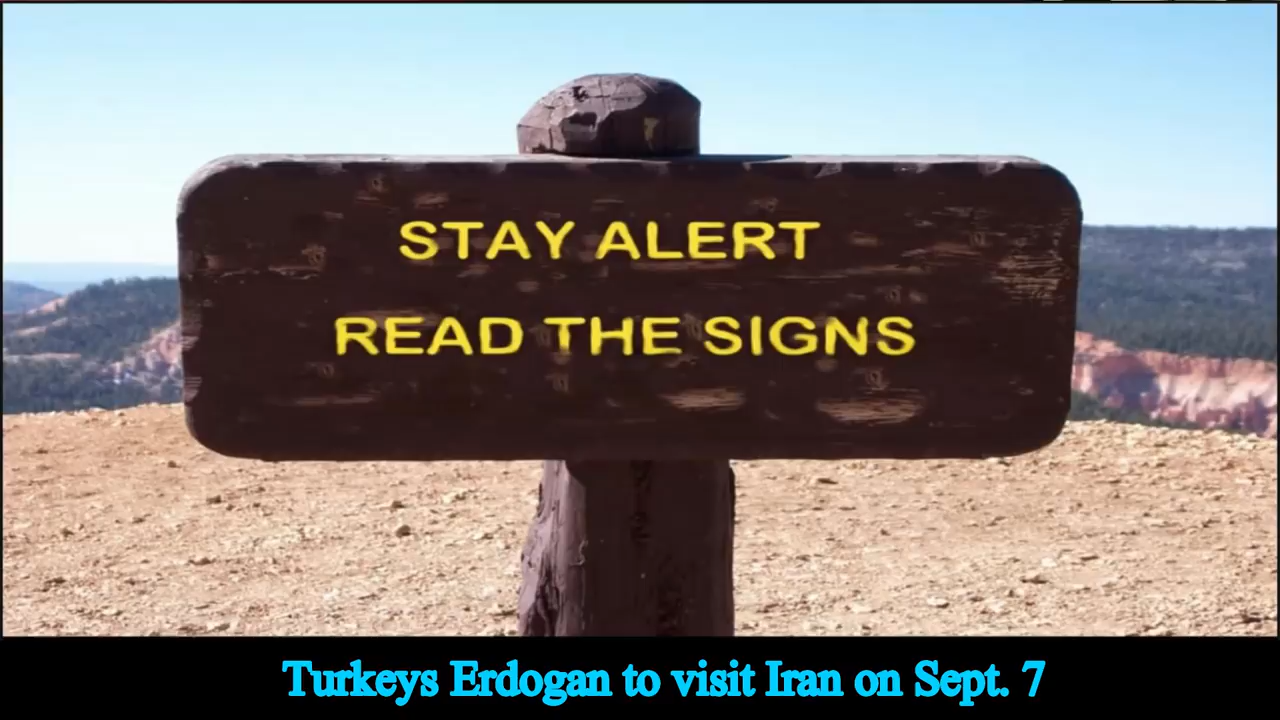 STAY ALERT
READ THE SIGNS
Turkeys Erdogan to visit Iran on Sept. 7